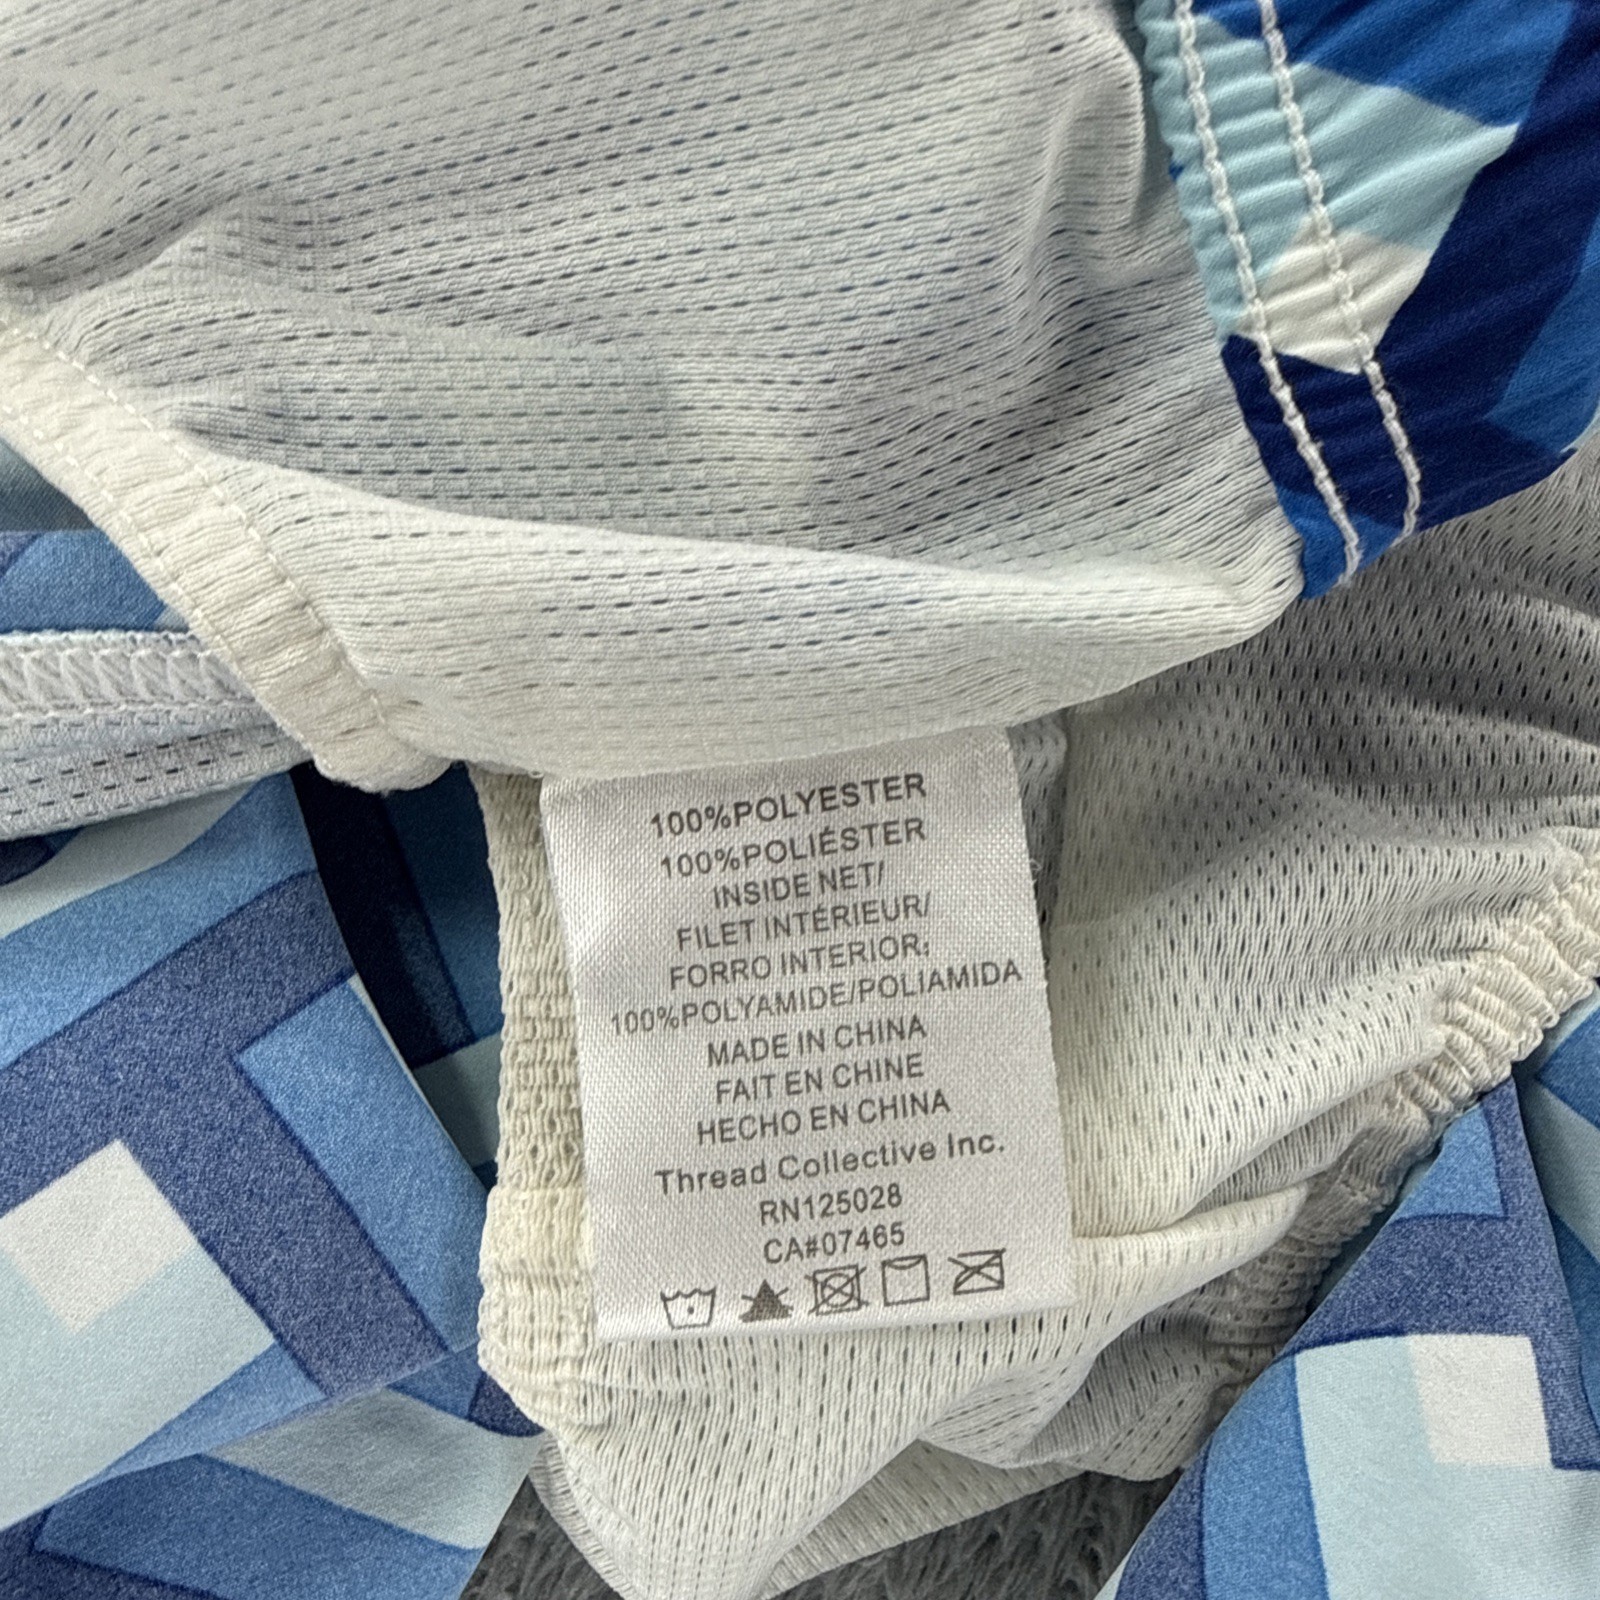 100%POLYESTER
100%POLIÉSTER
INSIDE NET/
FILET INTÉRIEUR/
FORRO INTERIOR:
100%POLYAMIDE/POLIAMIDA
MADE IN CHINA
FAIT EN CHINE
HECHO EN CHINA
Thread Collective Inc.
RN125028
CA#07465